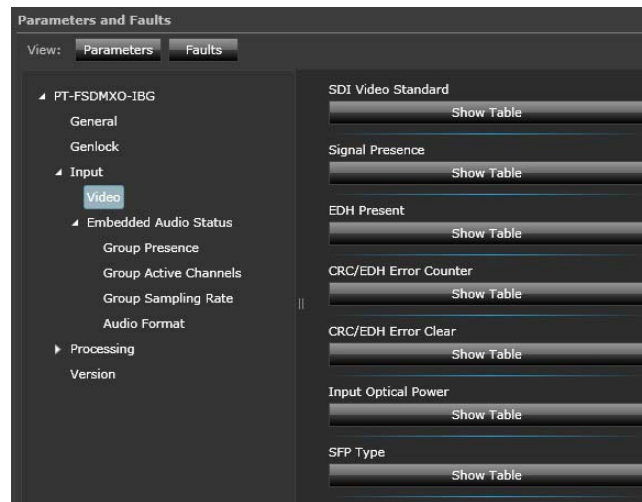 Parameters and Faults
View: Parameters Faults
PT-FSDMXO-IBG
General
Genlock
Input
Video
Embedded Audio Status
Group Presence
Group Active Channels
Group Sampling Rate
Audio Format
Processing
Version
SDI Video Standard
Show Table
Signal Presence
Show Table
EDH Present
Show Table
CRC/EDH Error Counter
Show Table
CRC/EDH Error Clear
Show Table
Input Optical Power
Show Table
SFP Type
Show Table